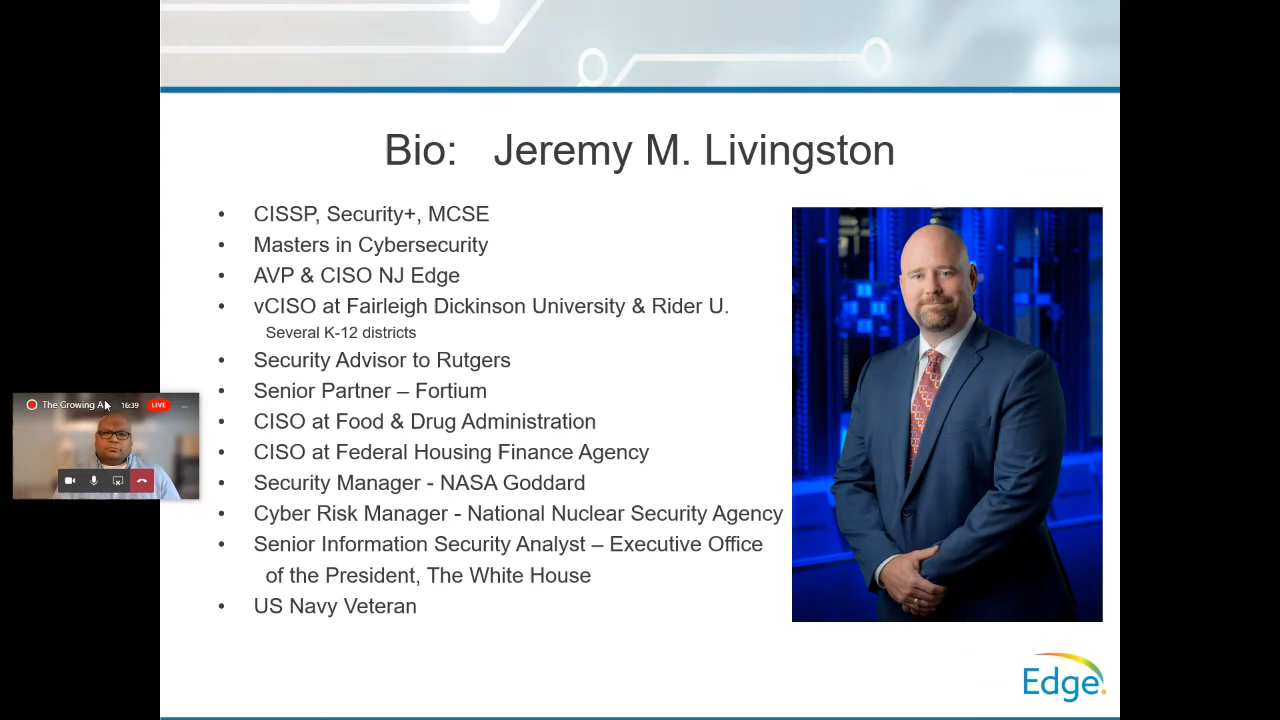 Bio: Jeremy M. Livingston
• CISSP, Security+, MCSE
• Masters in Cybersecurity
• AVP & CISO NJ Edge
• vCISO at Fairleigh Dickinson University & Rider U.
Several K-12 districts
• Security Advisor to Rutgers
• Senior Partner – Fortium
• CISO at Food & Drug Administration
• CISO at Federal Housing Finance Agency
• Security Manager - NASA Goddard
• Cyber Risk Manager - National Nuclear Security Agency
• Senior Information Security Analyst – Executive Office
of the President, The White House
• US Navy Veteran
The Growing
16:39
LIVE
Edge.